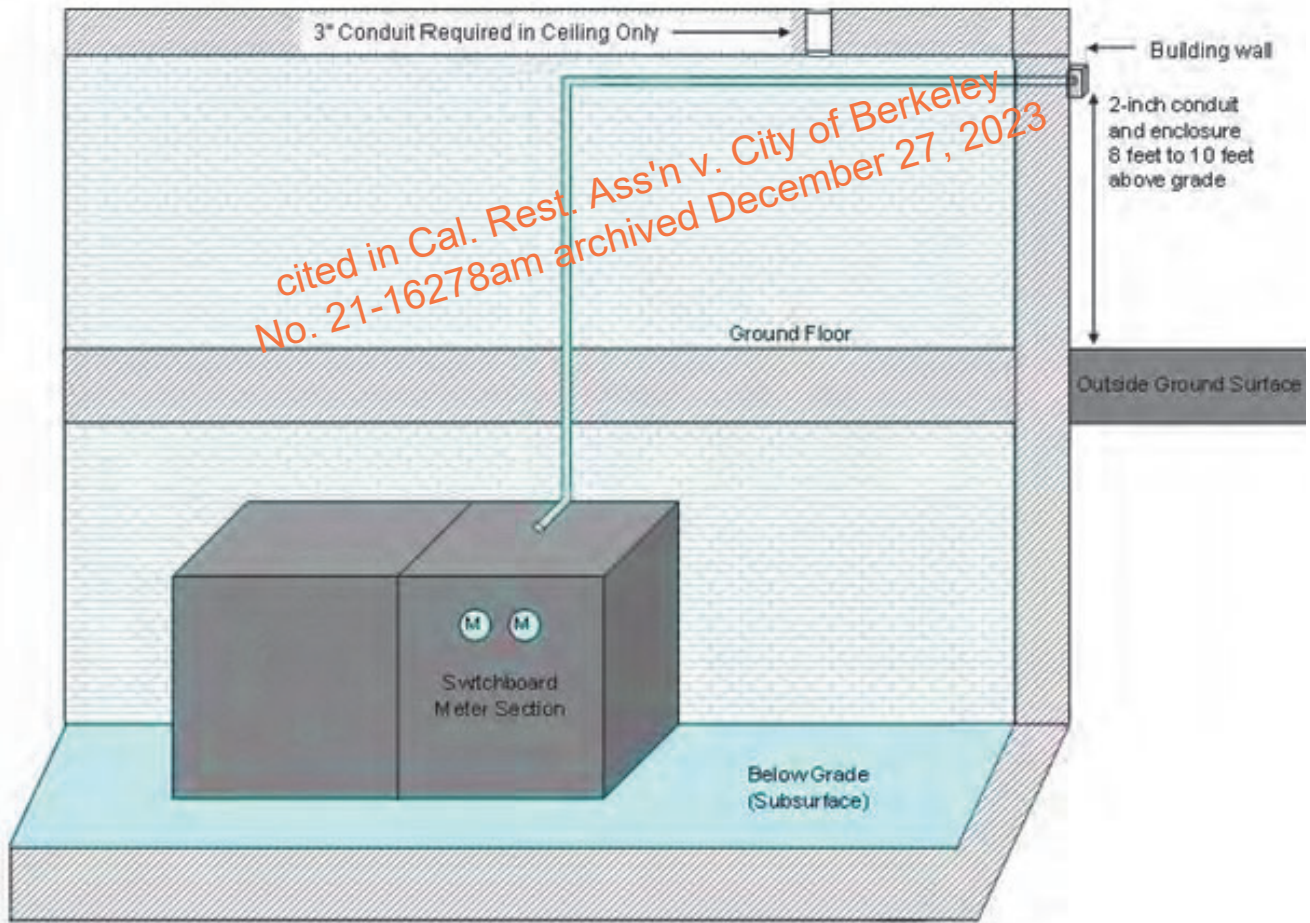 3" Conduit Required in Ceiling Only
Building wall
2-inch conduit
and enclosure
8 feet to 10 feet
above grade
cited in Cal. Rest. Ass'n v. City of Berkeley
No. 21-16278am archived December 27, 2023
Ground Floor
Outside Ground Surface
M M
Switchboard
Meter Section
Below Grade
(Subsurface)